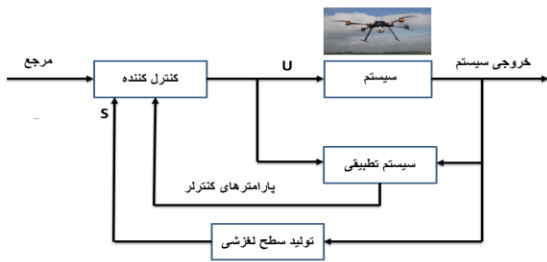 مرجع
کنترل کننده
U
سیستم
خروجی سیستم
S
سیستم تطبیقی
پارامترهای کنترلر
تولید سطح لغزشی